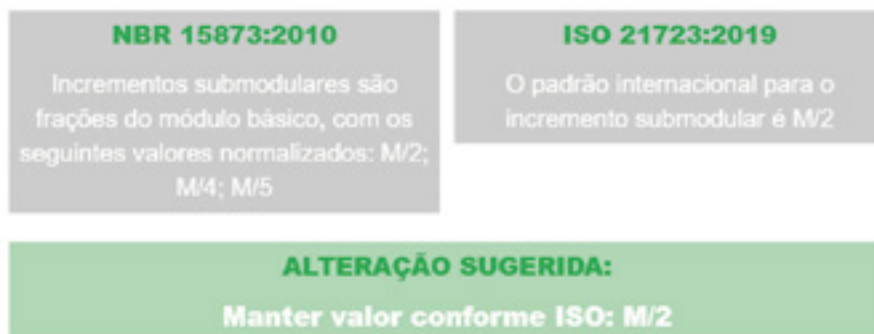 NBR 15873:2010
Incrementos submodulares são
frações do módulo básico, com os
seguintes valores normalizados: M/2;
M/4; M/5
ISO 21723:2019
O padrão internacional para o
incremento submodular é M/2
ALTERAÇÃO SUGERIDA:
Manter valor conforme ISO: M/2